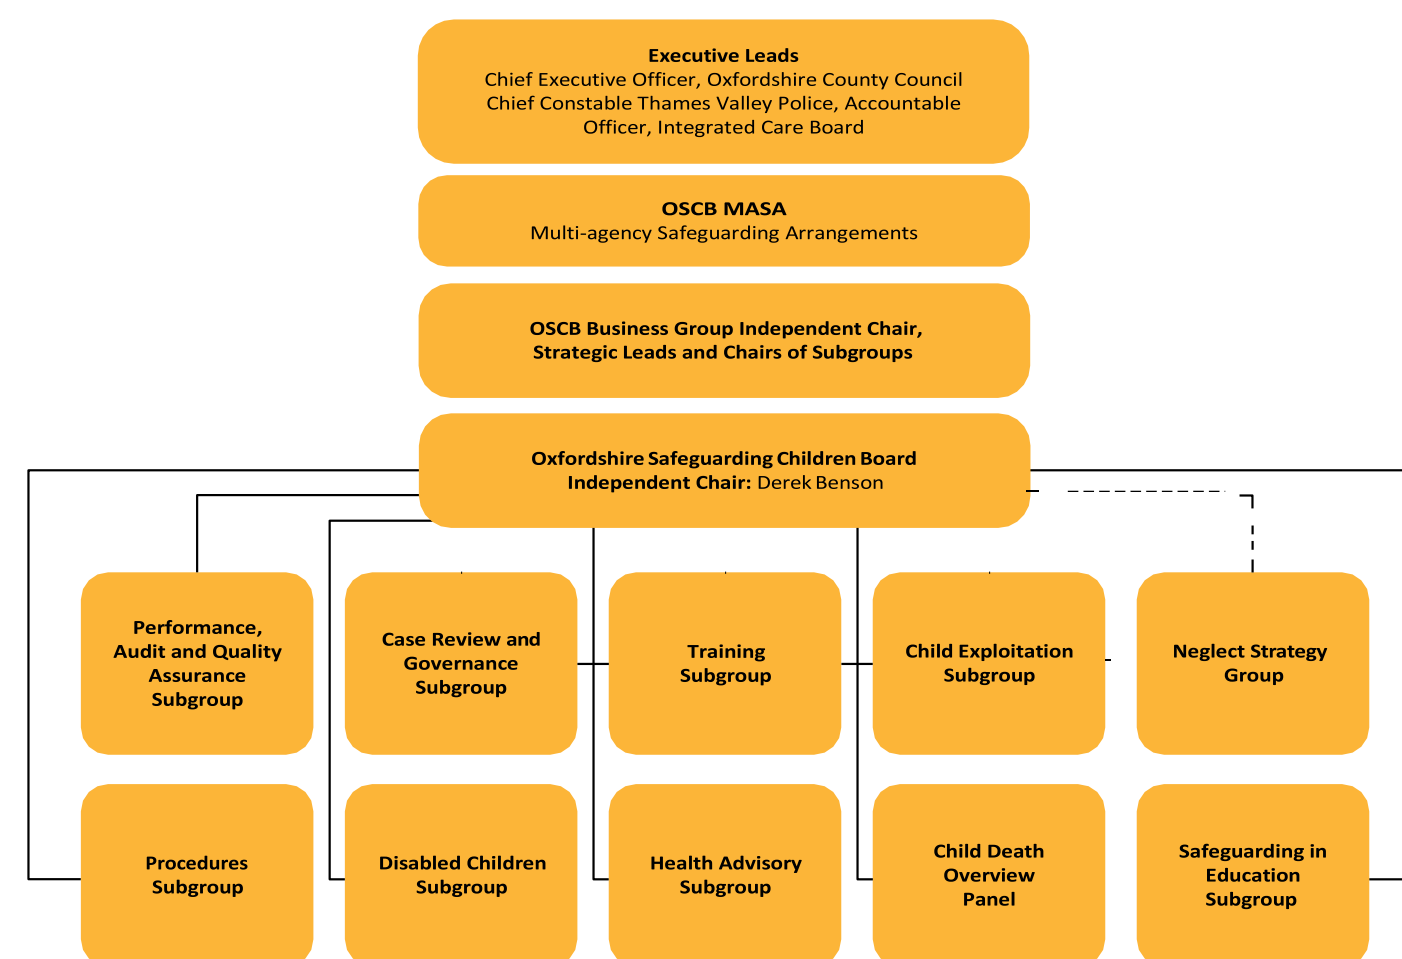 Executive Leads
Chief Executive Officer, Oxfordshire County Council
Chief Constable Thames Valley Police, Accountable
Officer, Integrated Care Board
OSCB MASA
Multi-agency Safeguarding Arrangements
OSCB Business Group Independent Chair,
Strategic Leads and Chairs of Subgroups
Oxfordshire Safeguarding Children Board
Independent Chair: Derek Benson
Performance,
Audit and Quality
Assurance
Subgroup
Case Review and
Governance
Subgroup
Training
Subgroup
Child Exploitation
Subgroup
Neglect Strategy
Group
Procedures
Subgroup
Disabled Children
Subgroup
Health Advisory
Subgroup
Child Death
Overview
Panel
Safeguarding in
Education
Subgroup